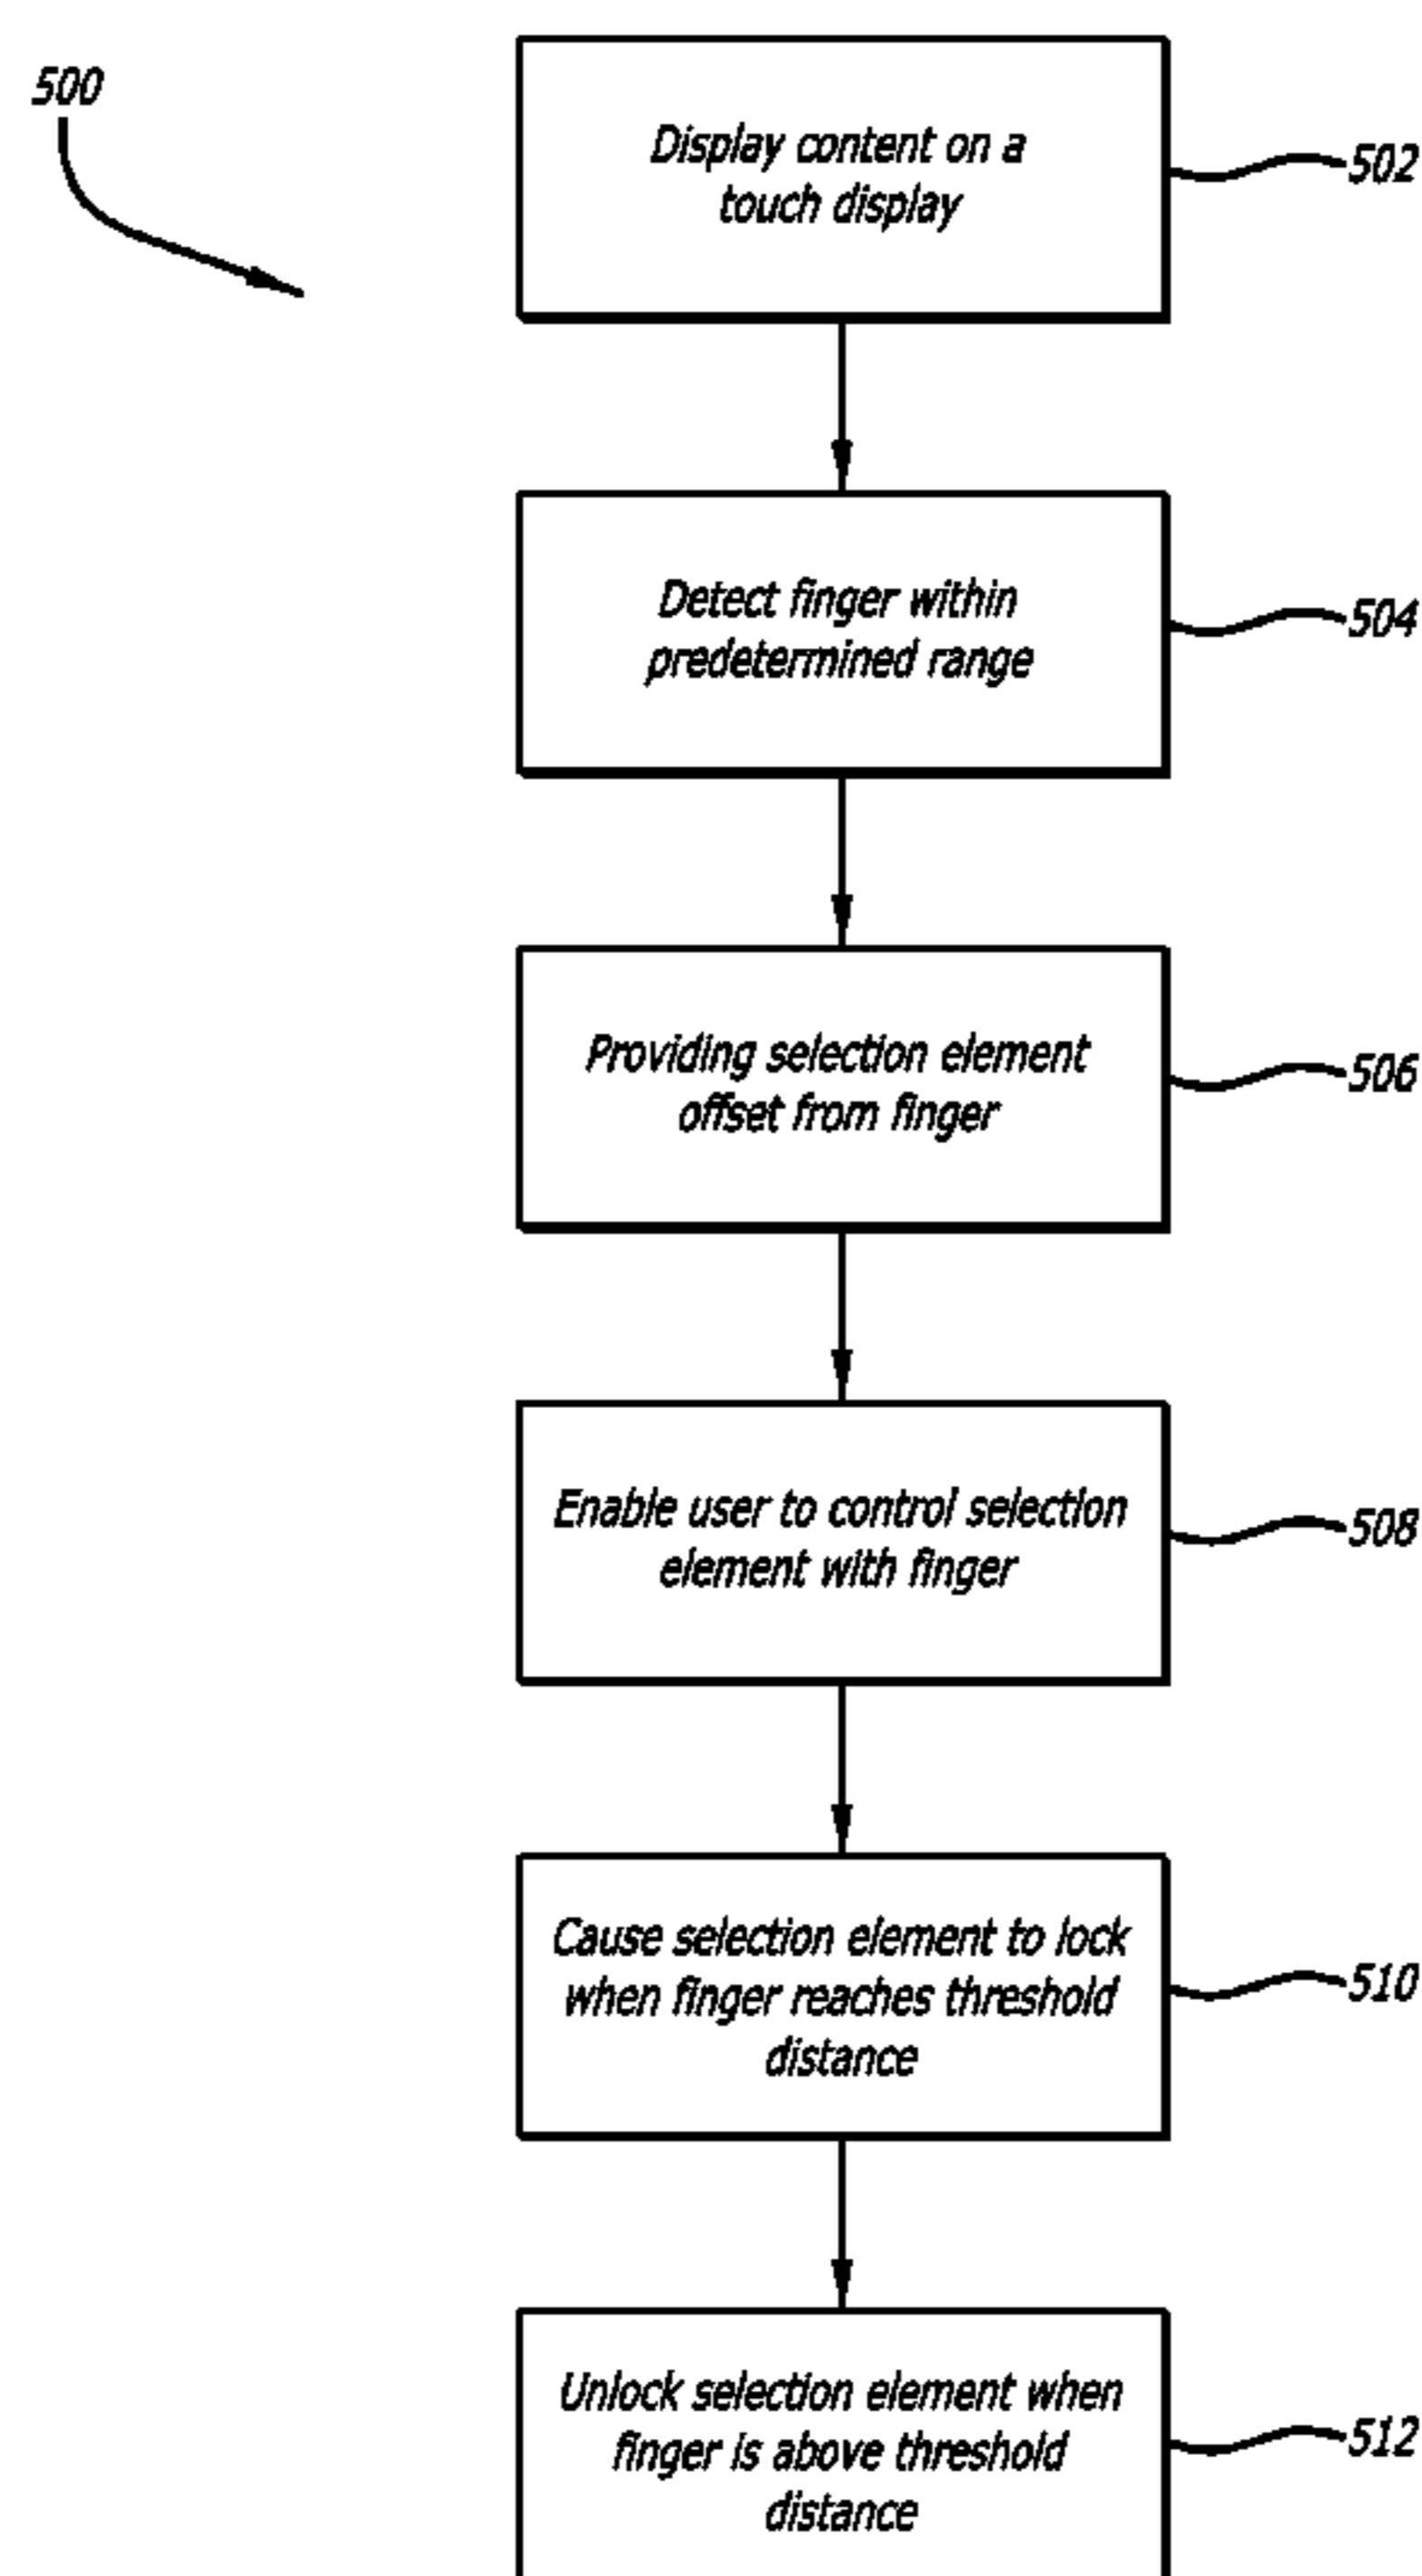 500
Display content on a
touch display
502
Detect finger within
predetermined range
504
Providing selection element
offset from finger
506
Enable user to control selection
element with finger
508
Cause selection element to lock
when finger reaches threshold
distance
510
Unlock selection element when
finger is above threshold
distance
512